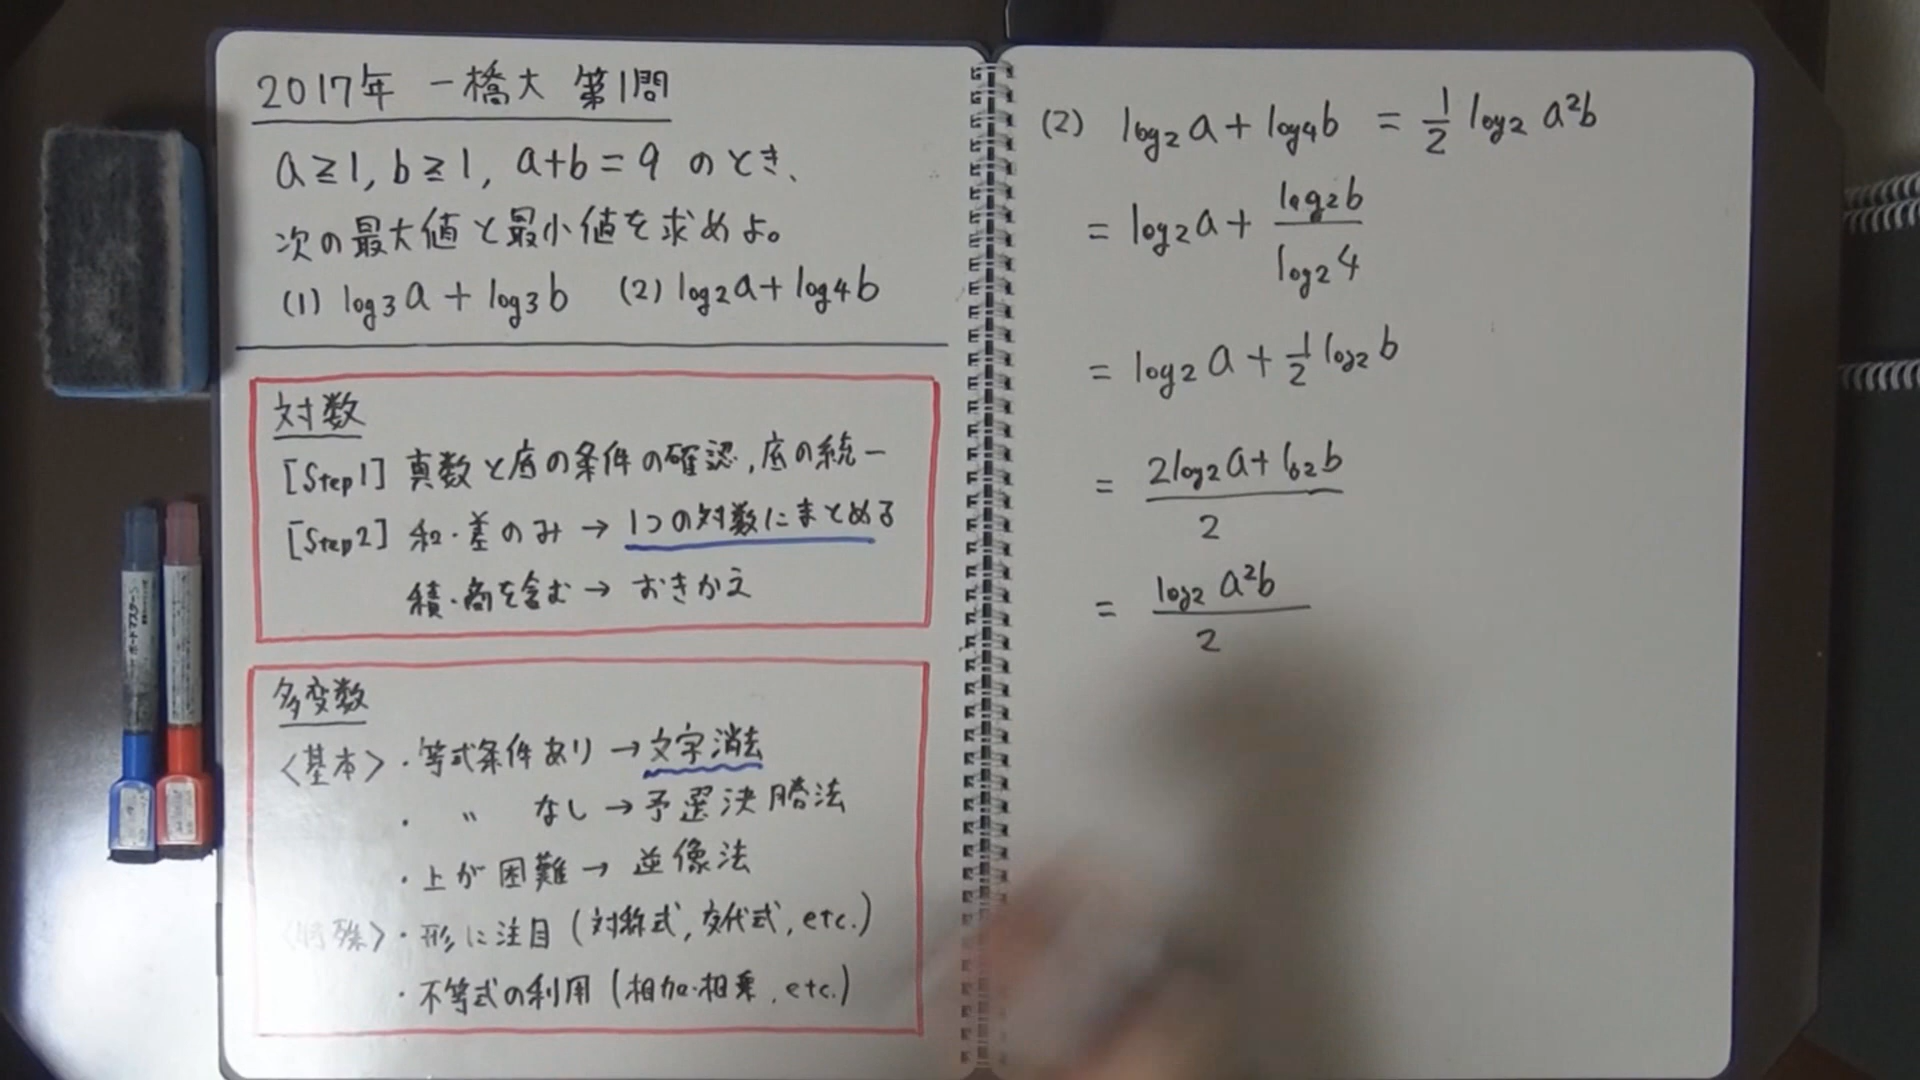 2017年 一橋大 第1問
a≧1, b≧1, a+b=9 のとき、
次の最大値と最小値を求めよ。
(1) log₃a + log₃b (2) log₂a + log₄b
対数
[Step1] 真数と底の条件の確認, 底の統一
[Step2] 和・差のみ → 1つの対数にまとめる
積・商を含む → おきかえ
多変数
〈基本〉・等式条件あり → 文字消去
・ 〃 なし → 予選決勝法
・上が困難 → 逆像法
〈特殊〉・形に注目 (対称式, 交代式, etc.)
・不等式の利用 (相加・相乗, etc.)
(2) log₂a + log₄b = 1/2 log₂ a²b
= log₂a + log₂b / log₂4
= log₂a + 1/2 log₂b
= 2log₂a + log₂b / 2
= log₂ a²b / 2